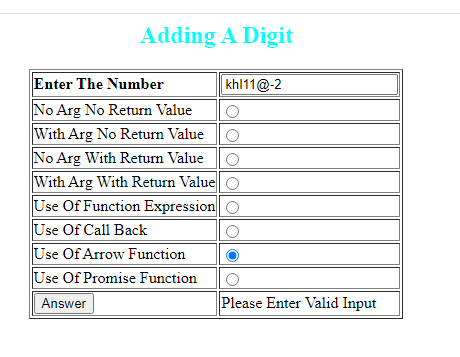 Adding A Digit
Enter The Number khl11@-2
No Arg No Return Value
With Arg No Return Value
No Arg With Return Value
With Arg With Return Value
Use Of Function Expression
Use Of Call Back
Use Of Arrow Function
Use Of Promise Function
Answer Please Enter Valid Input